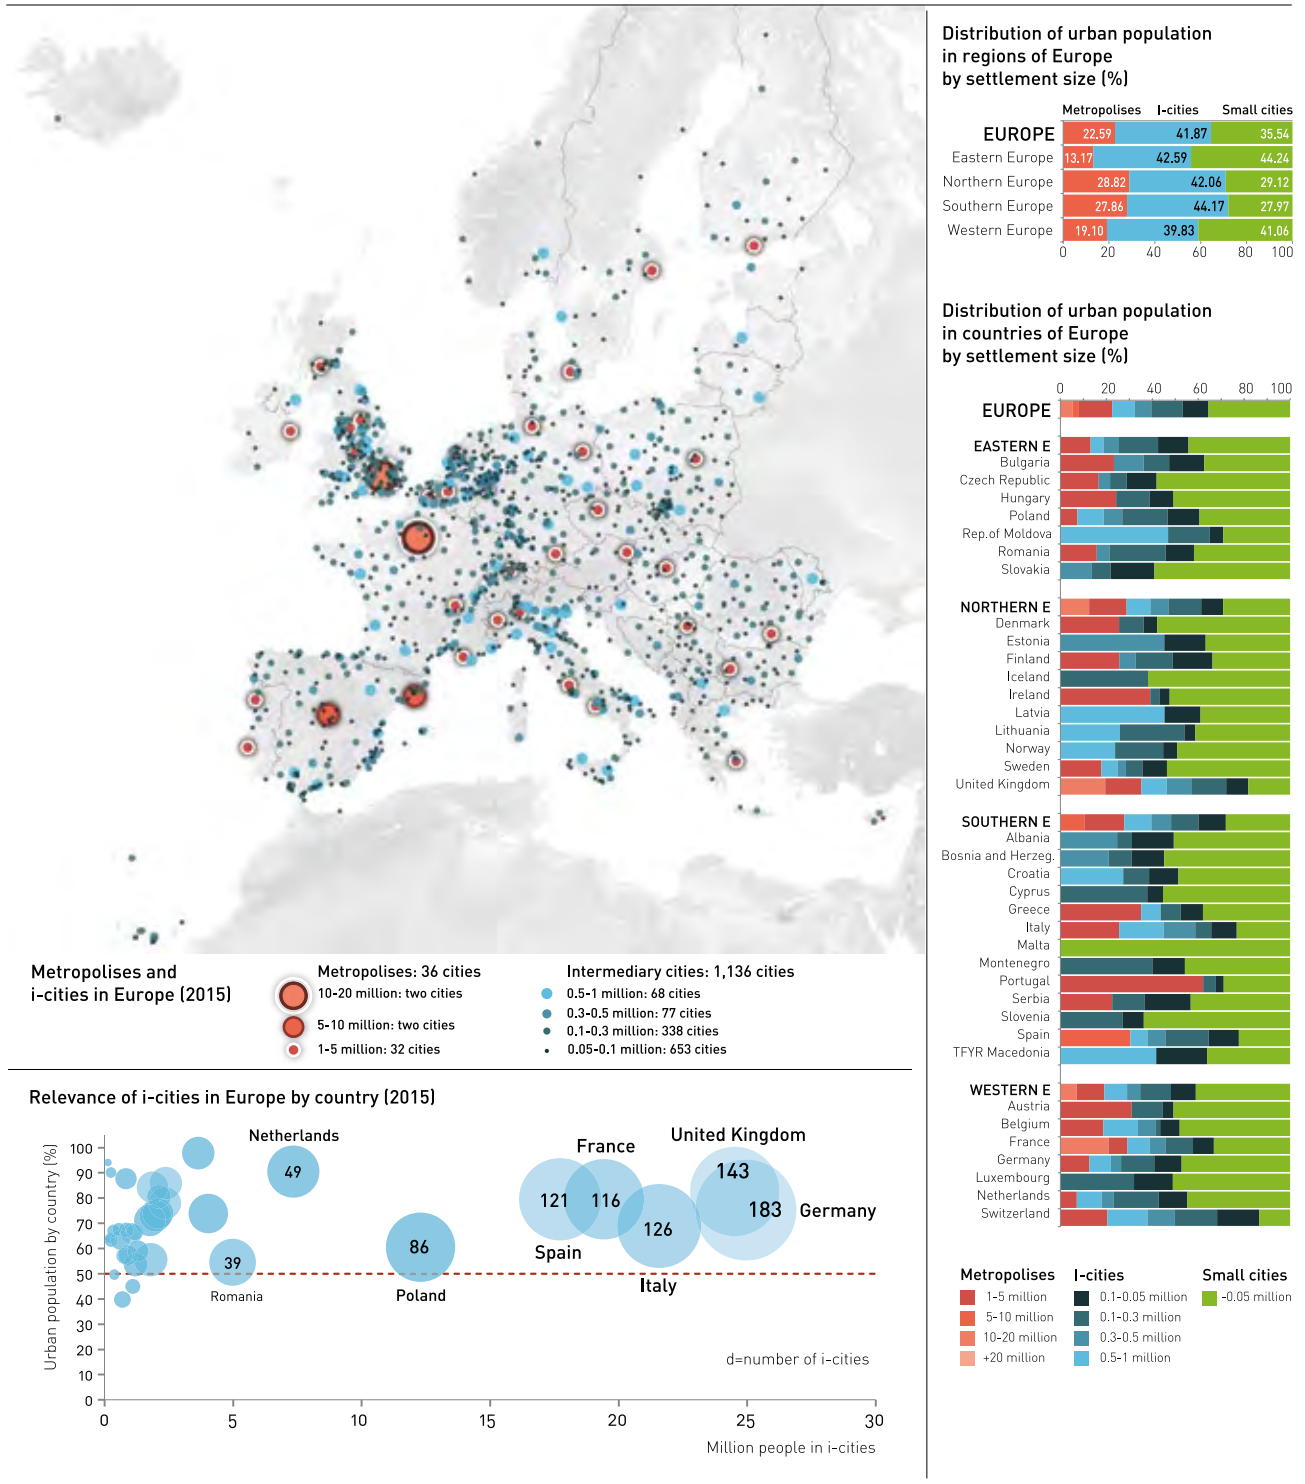 Distribution of urban population
in regions of Europe
by settlement size (%)
Metropolises I-cities Small cities
EUROPE 22.59 41.87 35.54
Eastern Europe 13.17 42.59 44.24
Northern Europe 28.82 42.06 29.12
Southern Europe 27.86 44.17 27.97
Western Europe 19.10 39.83 41.06
0 20 40 60 80 100
Distribution of urban population
in countries of Europe
by settlement size (%)
0 20 40 60 80 100
EUROPE
EASTERN E
Bulgaria
Czech Republic
Hungary
Poland
Rep.of Moldova
Romania
Slovakia
NORTHERN E
Denmark
Estonia
Finland
Iceland
Ireland
Latvia
Lithuania
Norway
Sweden
United Kingdom
SOUTHERN E
Albania
Bosnia and Herzeg.
Croatia
Cyprus
Greece
Italy
Malta
Montenegro
Portugal
Serbia
Slovenia
Spain
TFYR Macedonia
WESTERN E
Austria
Belgium
France
Germany
Luxembourg
Netherlands
Switzerland
Metropolises
1-5 million
5-10 million
10-20 million
+20 million
I-cities
0.1-0.05 million
0.1-0.3 million
0.3-0.5 million
0.5-1 million
Small cities
-0.05 million
Metropolises and
i-cities in Europe (2015)
Metropolises: 36 cities
10-20 million: two cities
5-10 million: two cities
1-5 million: 32 cities
Intermediary cities: 1,136 cities
0.5-1 million: 68 cities
0.3-0.5 million: 77 cities
0.1-0.3 million: 338 cities
0.05-0.1 million: 653 cities
Relevance of i-cities in Europe by country (2015)
Urban population by country (%)
100
90
80
70
60
50
40
30
20
10
0
Netherlands
49
39
Romania
86
Poland
121
Spain
France
116
126
Italy
United Kingdom
143
183
Germany
d=number of i-cities
0 5 10 15 20 25 30
Million people in i-cities